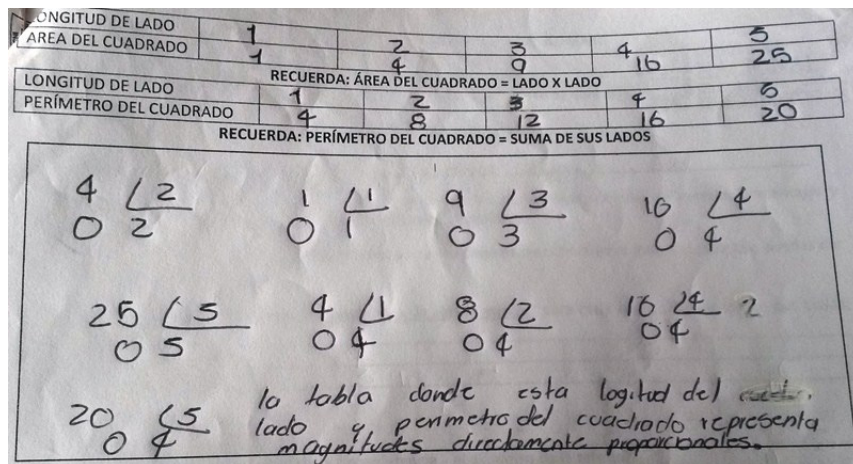 LONGITUD DE LADO 1 2 3 4 5
AREA DEL CUADRADO 1 4 9 16 25
RECUERDA: ÁREA DEL CUADRADO = LADO X LADO
LONGITUD DE LADO 1 2 3 4 5
PERÍMETRO DEL CUADRADO 4 8 12 16 20
RECUERDA: PERÍMETRO DEL CUADRADO = SUMA DE SUS LADOS
4 2 1 1 9 3 16 4
0 2 0 1 0 3 0 4
25 5 4 1 8 2 16 4 2
0 5 0 4 0 4 0 4
la tabla donde esta logitud del
20 5 lado y perimetro del cuadrado representa
0 4 magnitudes directamente proporcionales.